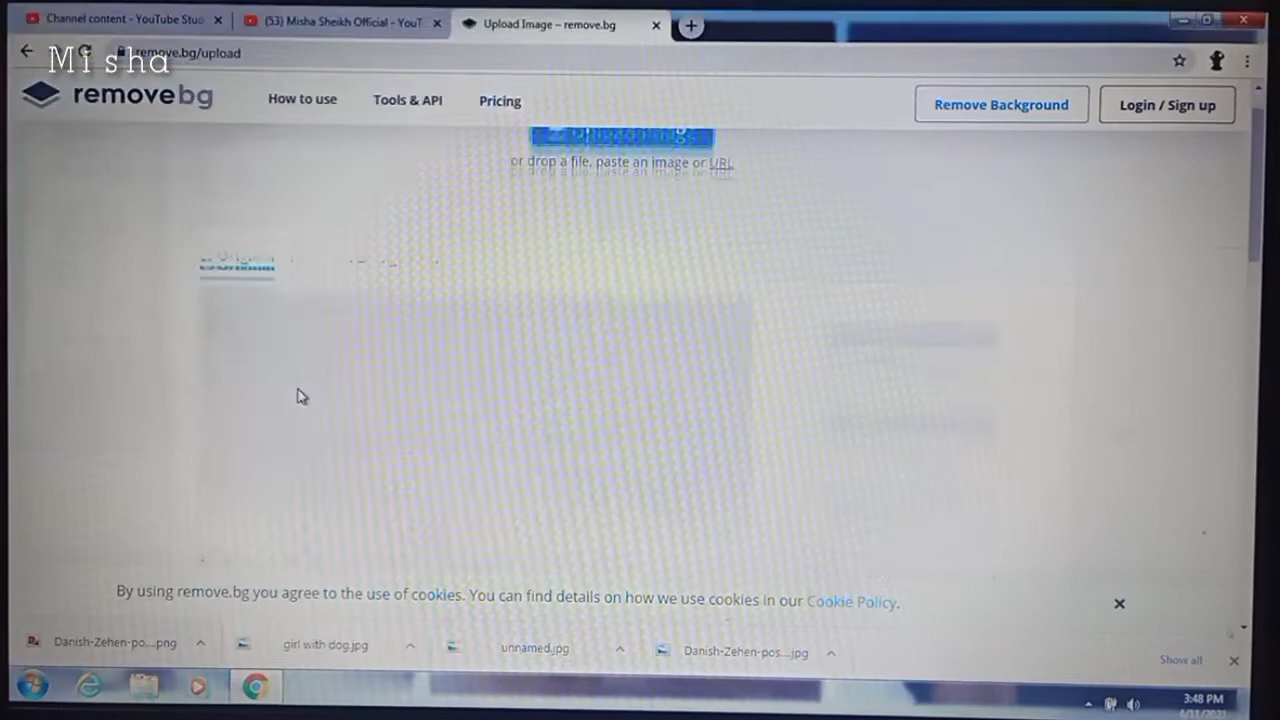 Channel content - YouTube Stud
(53) Misha Sheikh Official - YouT
Upload Image – remove.bg
remove.bg/upload
Misha
removebg
How to use
Tools & API
Pricing
Remove Background
Login / Sign up
or drop a file, paste an image or URL
By using remove.bg you agree to the use of cookies. You can find details on how we use cookies in our Cookie Policy.
Danish-Zehen-po....png
girl with dog.jpg
unnamed.jpg
Danish-Zehen-pos....jpg
Show all
3:48 PM